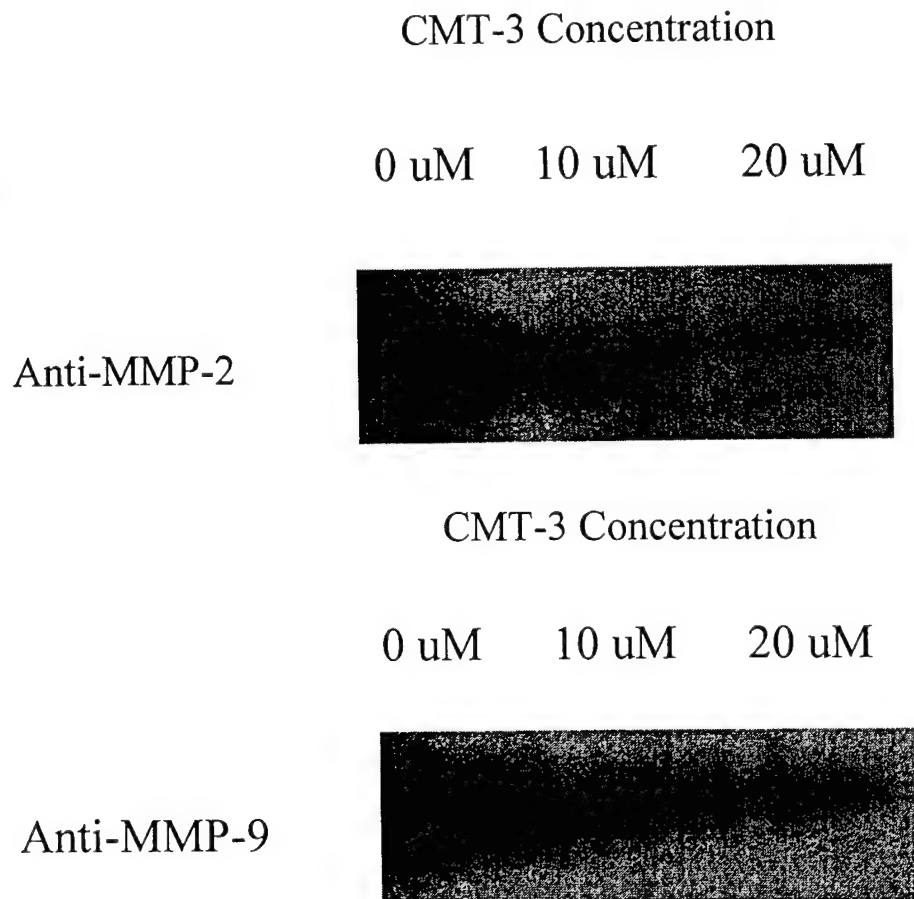 CMT-3 Concentration
0 uM 10 uM 20 uM
Anti-MMP-2
CMT-3 Concentration
0 uM 10 uM 20 uM
Anti-MMP-9